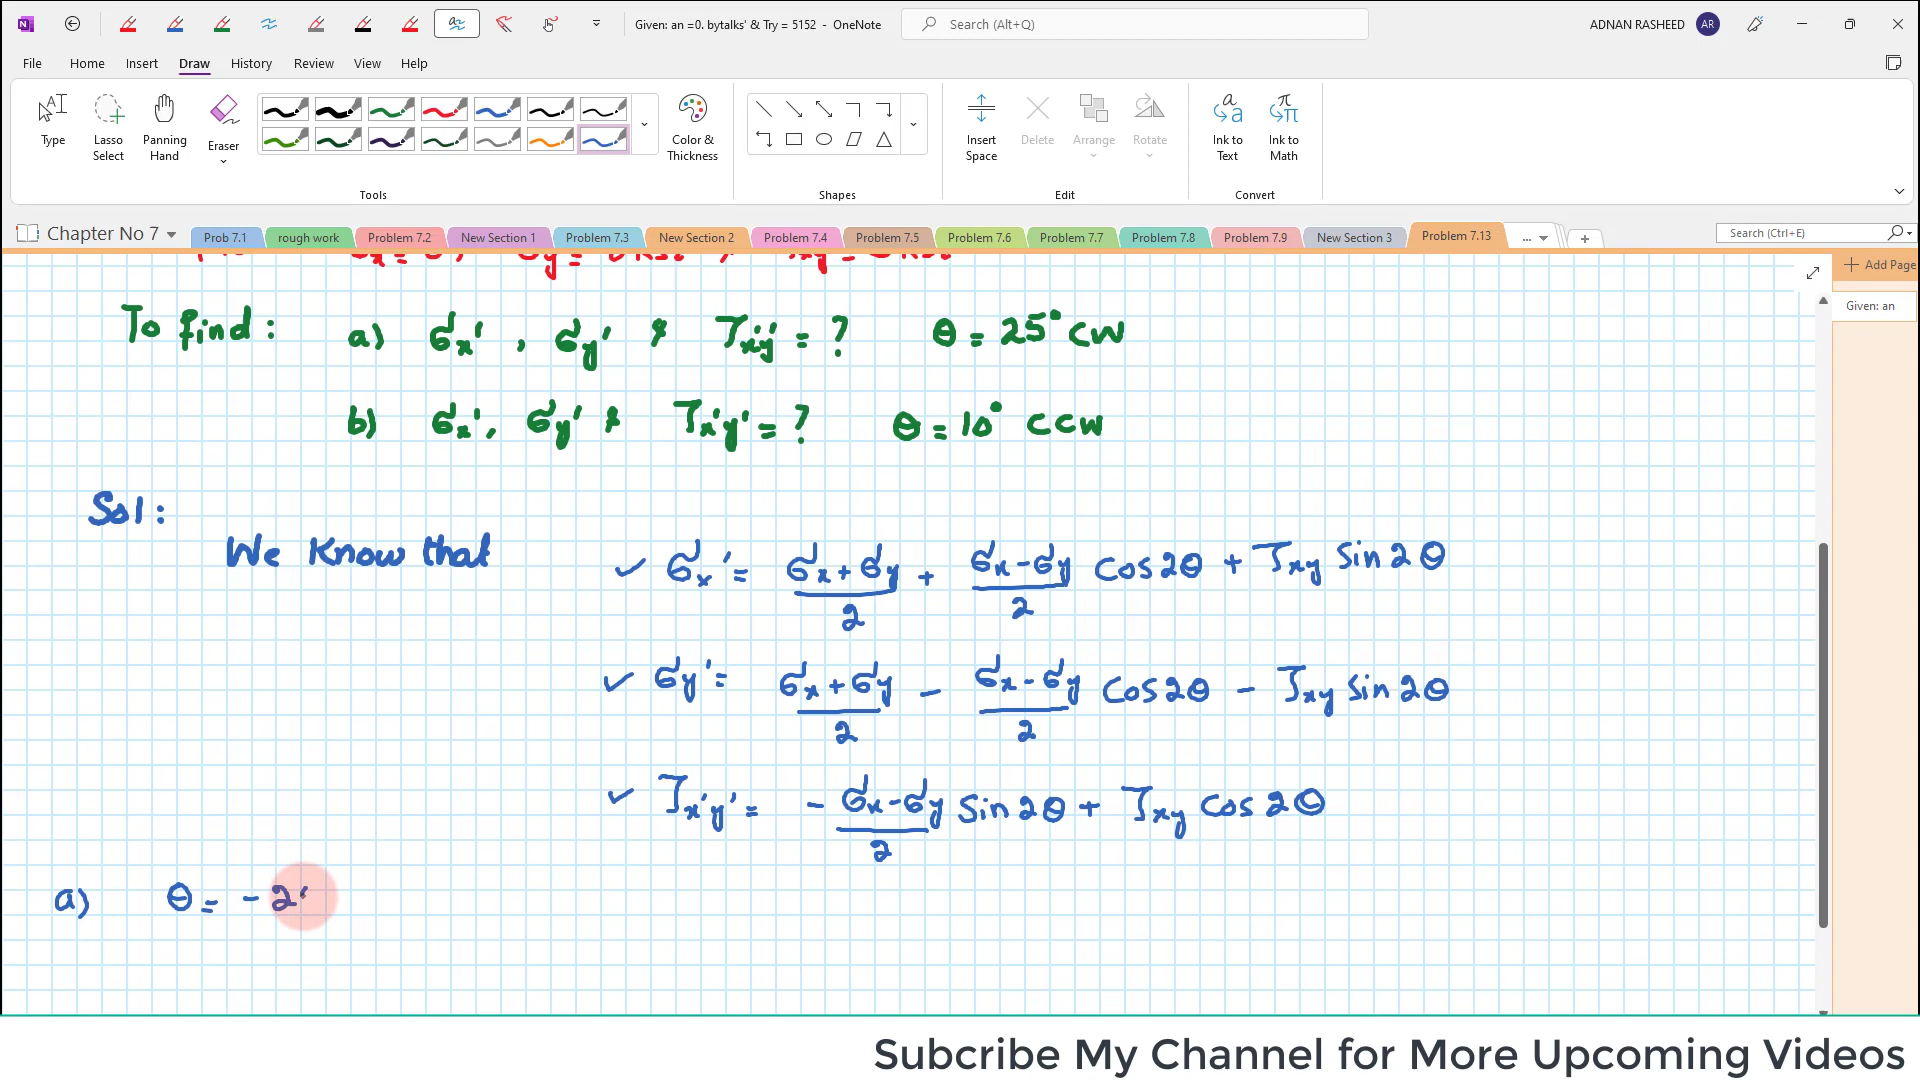 Given: an =0. bytalks' & Try = 5152 - OneNote
Search (Alt+Q)
ADNAN RASHEED AR
File Home Insert Draw History Review View Help
Type Lasso Select Panning Hand Eraser Color & Thickness Insert Space Delete Arrange Rotate Ink to Text Ink to Math
Tools Shapes Edit Convert
Chapter No 7 Prob 7.1 rough work Problem 7.2 New Section 1 Problem 7.3 New Section 2 Problem 7.4 Problem 7.5 Problem 7.6 Problem 7.7 Problem 7.8 Problem 7.9 New Section 3 Problem 7.13 ... Search (Ctrl+E)
Add Page
Given: an
To find: a) σx', σy' & τx'y' = ? θ = 25° CW
b) σx', σy' & τx'y' = ? θ = 10° CCW
Sol:
We Know that ✓ σx' = σx+σy/2 + σx-σy/2 cos2θ + τxy sin2θ
✓ σy' = σx+σy/2 - σx-σy/2 cos2θ - τxy sin2θ
✓ τx'y' = - σx-σy/2 sin2θ + τxy cos2θ
a) θ = - 2
Subcribe My Channel for More Upcoming Videos